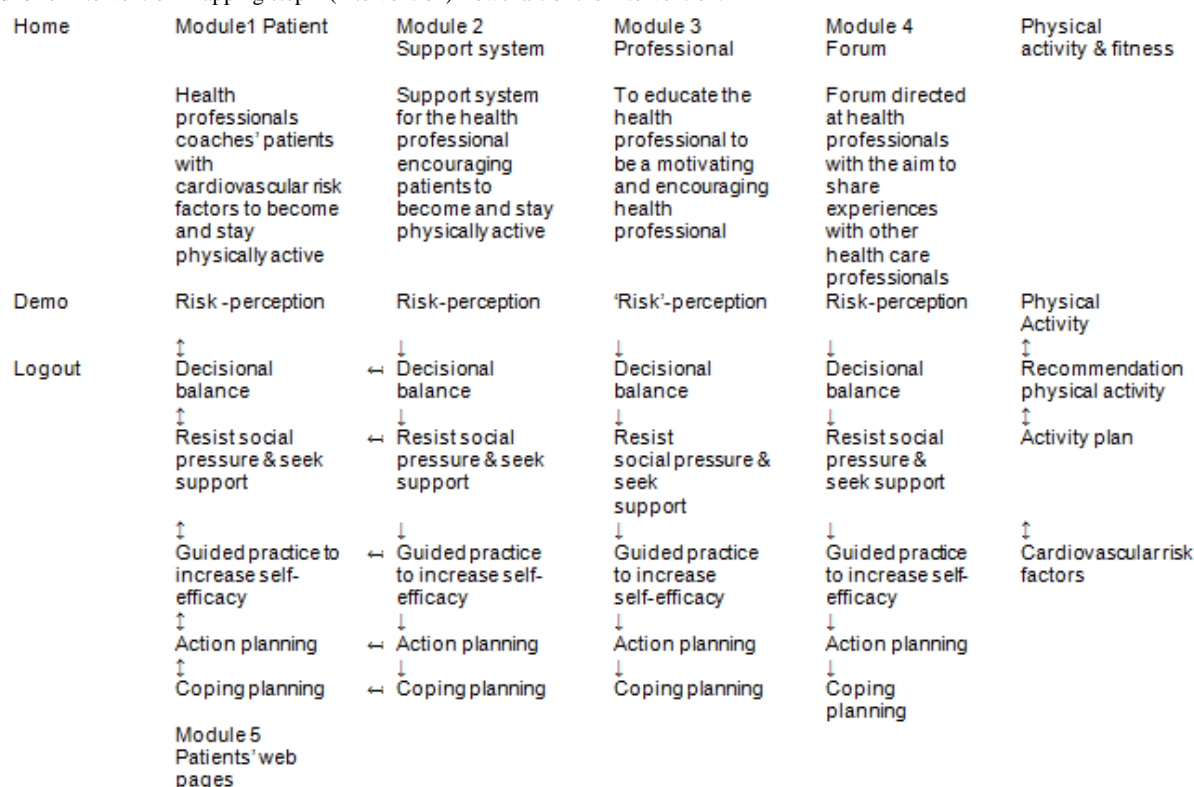 Home
Module1 Patient
Module 2
Support system
Module 3
Professional
Module 4
Forum
Physical
activity & fitness
Health
professionals
coaches' patients
with
cardiovascular risk
factors to become
and stay
physically active
Support system
for the health
professional
encouraging
patients to
become and stay
physically active
To educate the
health
professional to
be a motivating
and encouraging
health
professional
Forum directed
at health
professionals
with the aim to
share
experiences
with other
health care
professionals
Demo
Risk -perception
Risk-perception
'Risk'-perception
Risk-perception
Physical
Activity
Logout
Decisional
balance
Decisional
balance
Decisional
balance
Decisional
balance
Recommendation
physical activity
Resist social
pressure & seek
support
Resist social
pressure & seek
support
Resist
social pressure &
seek
support
Resist social
pressure &
seek support
Activity plan
Guided practice to
increase self-
efficacy
Guided practice
to increase self-
efficacy
Guided practice
to increase
self-efficacy
Guided practice
to increase self-
efficacy
Cardiovascular risk
factors
Action planning
Action planning
Action planning
Action planning
Coping planning
Coping planning
Coping planning
Coping
planning
Module 5
Patients' web
pages